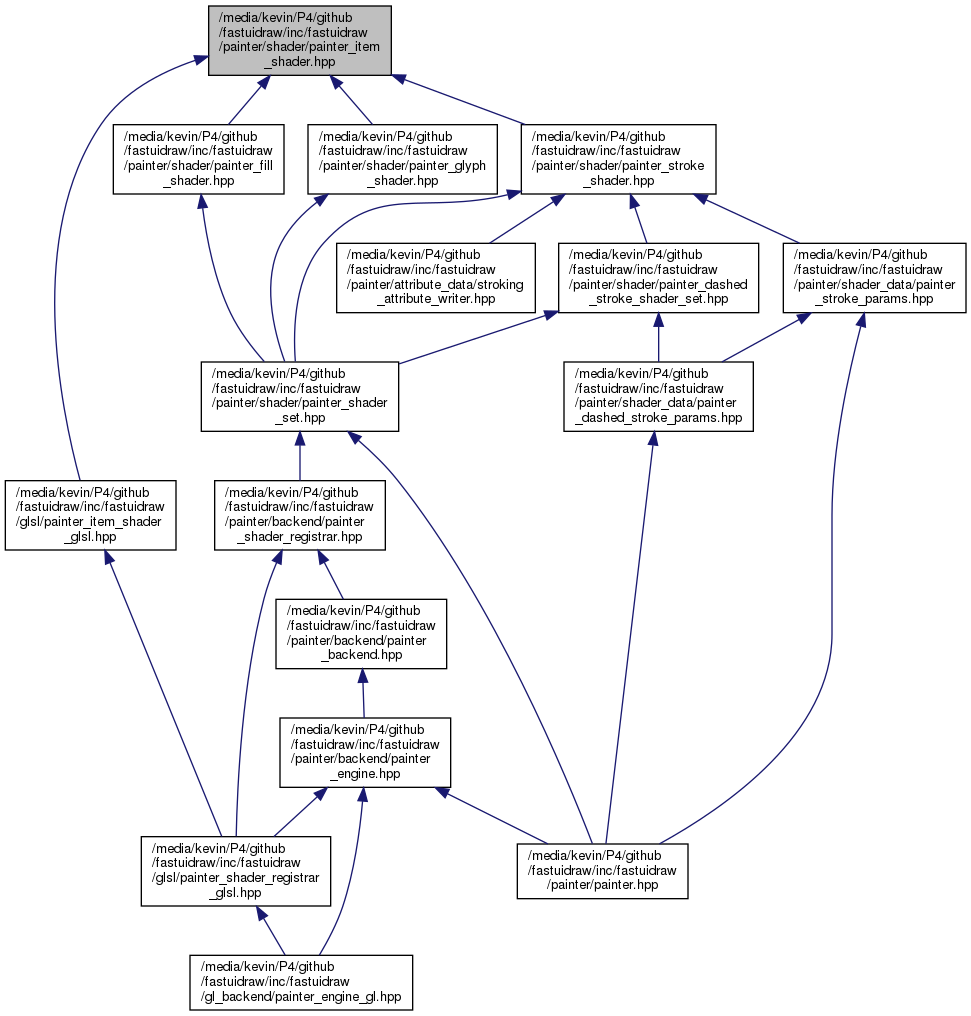 /media/kevin/P4/github
/fastuidraw/inc/fastuidraw
/painter/shader/painter_item
_shader.hpp
/media/kevin/P4/github
/fastuidraw/inc/fastuidraw
/painter/shader/painter_fill
_shader.hpp
/media/kevin/P4/github
/fastuidraw/inc/fastuidraw
/painter/shader/painter_glyph
_shader.hpp
/media/kevin/P4/github
/fastuidraw/inc/fastuidraw
/painter/shader/painter_stroke
_shader.hpp
/media/kevin/P4/github
/fastuidraw/inc/fastuidraw
/painter/attribute_data/stroking
_attribute_writer.hpp
/media/kevin/P4/github
/fastuidraw/inc/fastuidraw
/painter/shader/painter_dashed
_stroke_shader_set.hpp
/media/kevin/P4/github
/fastuidraw/inc/fastuidraw
/painter/shader_data/painter
_stroke_params.hpp
/media/kevin/P4/github
/fastuidraw/inc/fastuidraw
/painter/shader/painter_shader
_set.hpp
/media/kevin/P4/github
/fastuidraw/inc/fastuidraw
/painter/shader_data/painter
_dashed_stroke_params.hpp
/media/kevin/P4/github
/fastuidraw/inc/fastuidraw
/glsl/painter_item_shader
_glsl.hpp
/media/kevin/P4/github
/fastuidraw/inc/fastuidraw
/painter/backend/painter
_shader_registrar.hpp
/media/kevin/P4/github
/fastuidraw/inc/fastuidraw
/painter/backend/painter
_backend.hpp
/media/kevin/P4/github
/fastuidraw/inc/fastuidraw
/painter/backend/painter
_engine.hpp
/media/kevin/P4/github
/fastuidraw/inc/fastuidraw
/glsl/painter_shader_registrar
_glsl.hpp
/media/kevin/P4/github
/fastuidraw/inc/fastuidraw
/painter/painter.hpp
/media/kevin/P4/github
/fastuidraw/inc/fastuidraw
/gl_backend/painter_engine_gl.hpp